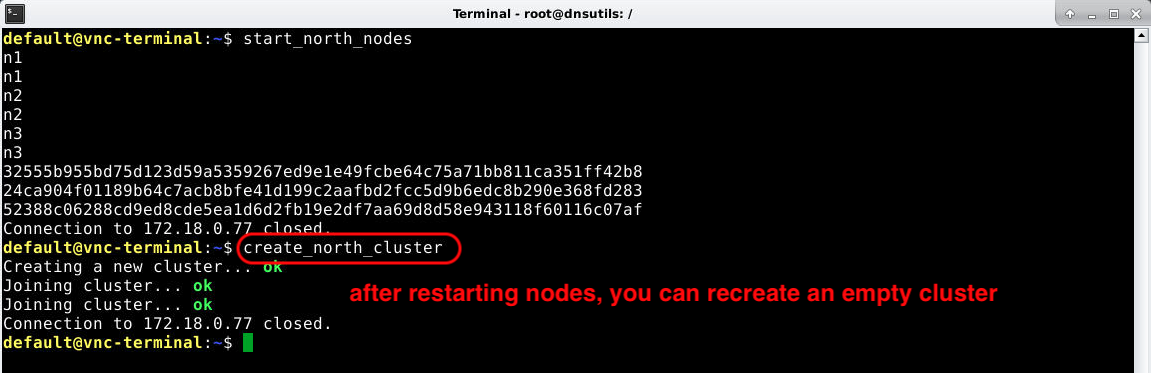 Terminal - root@dnsutils: /
default@vnc-terminal:~$ start_north_nodes
n1
n1
n2
n2
n3
n3
32555b955bd75d123d59a5359267ed9e1e49fcbe64c75a71bb811ca351ff42b8
24ca904f01189b64c7acb8bfe41d199c2aafbd2fcc5d9b6edc8b290e368fd283
52388c06288cd9ed8cde5ea1d6d2fb19e2df7aa69d8d58e943118f60116c07af
Connection to 172.18.0.77 closed.
default@vnc-terminal:~$ create_north_cluster
Creating a new cluster... ok
Joining cluster... ok
after restarting nodes, you can recreate an empty cluster
Joining cluster... ok
Connection to 172.18.0.77 closed.
default@vnc-terminal:~$